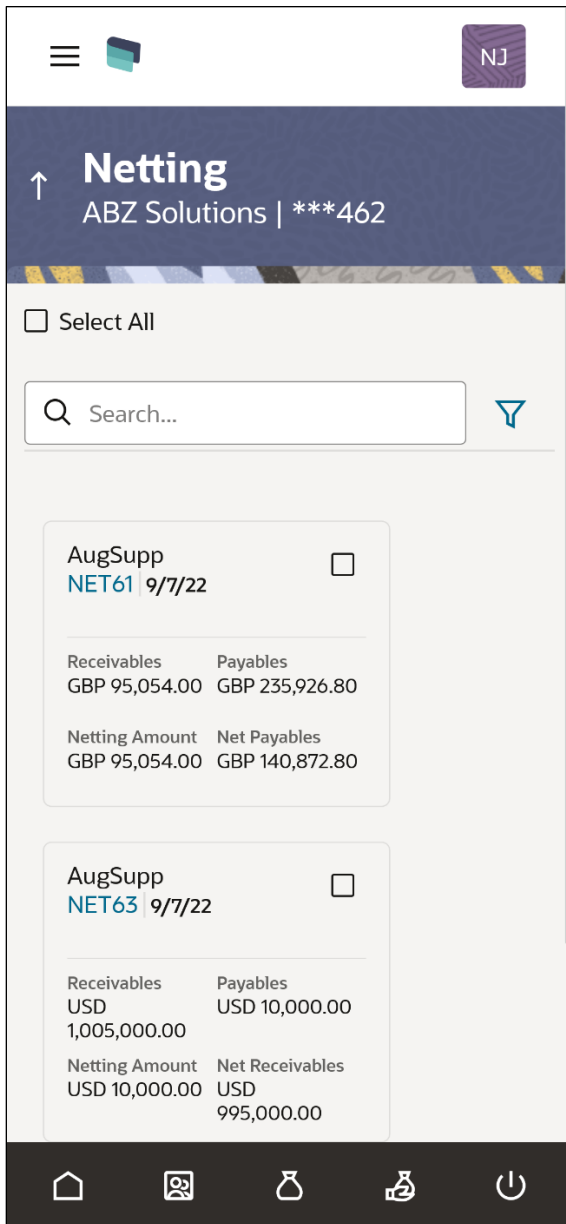 NJ
Netting
ABZ Solutions | ***462
Select All
Search...
AugSupp
NET61 9/7/22
Receivables Payables
GBP 95,054.00 GBP 235,926.80
Netting Amount Net Payables
GBP 95,054.00 GBP 140,872.80
AugSupp
NET63 9/7/22
Receivables Payables
USD USD 10,000.00
1,005,000.00
Netting Amount Net Receivables
USD 10,000.00 USD
995,000.00